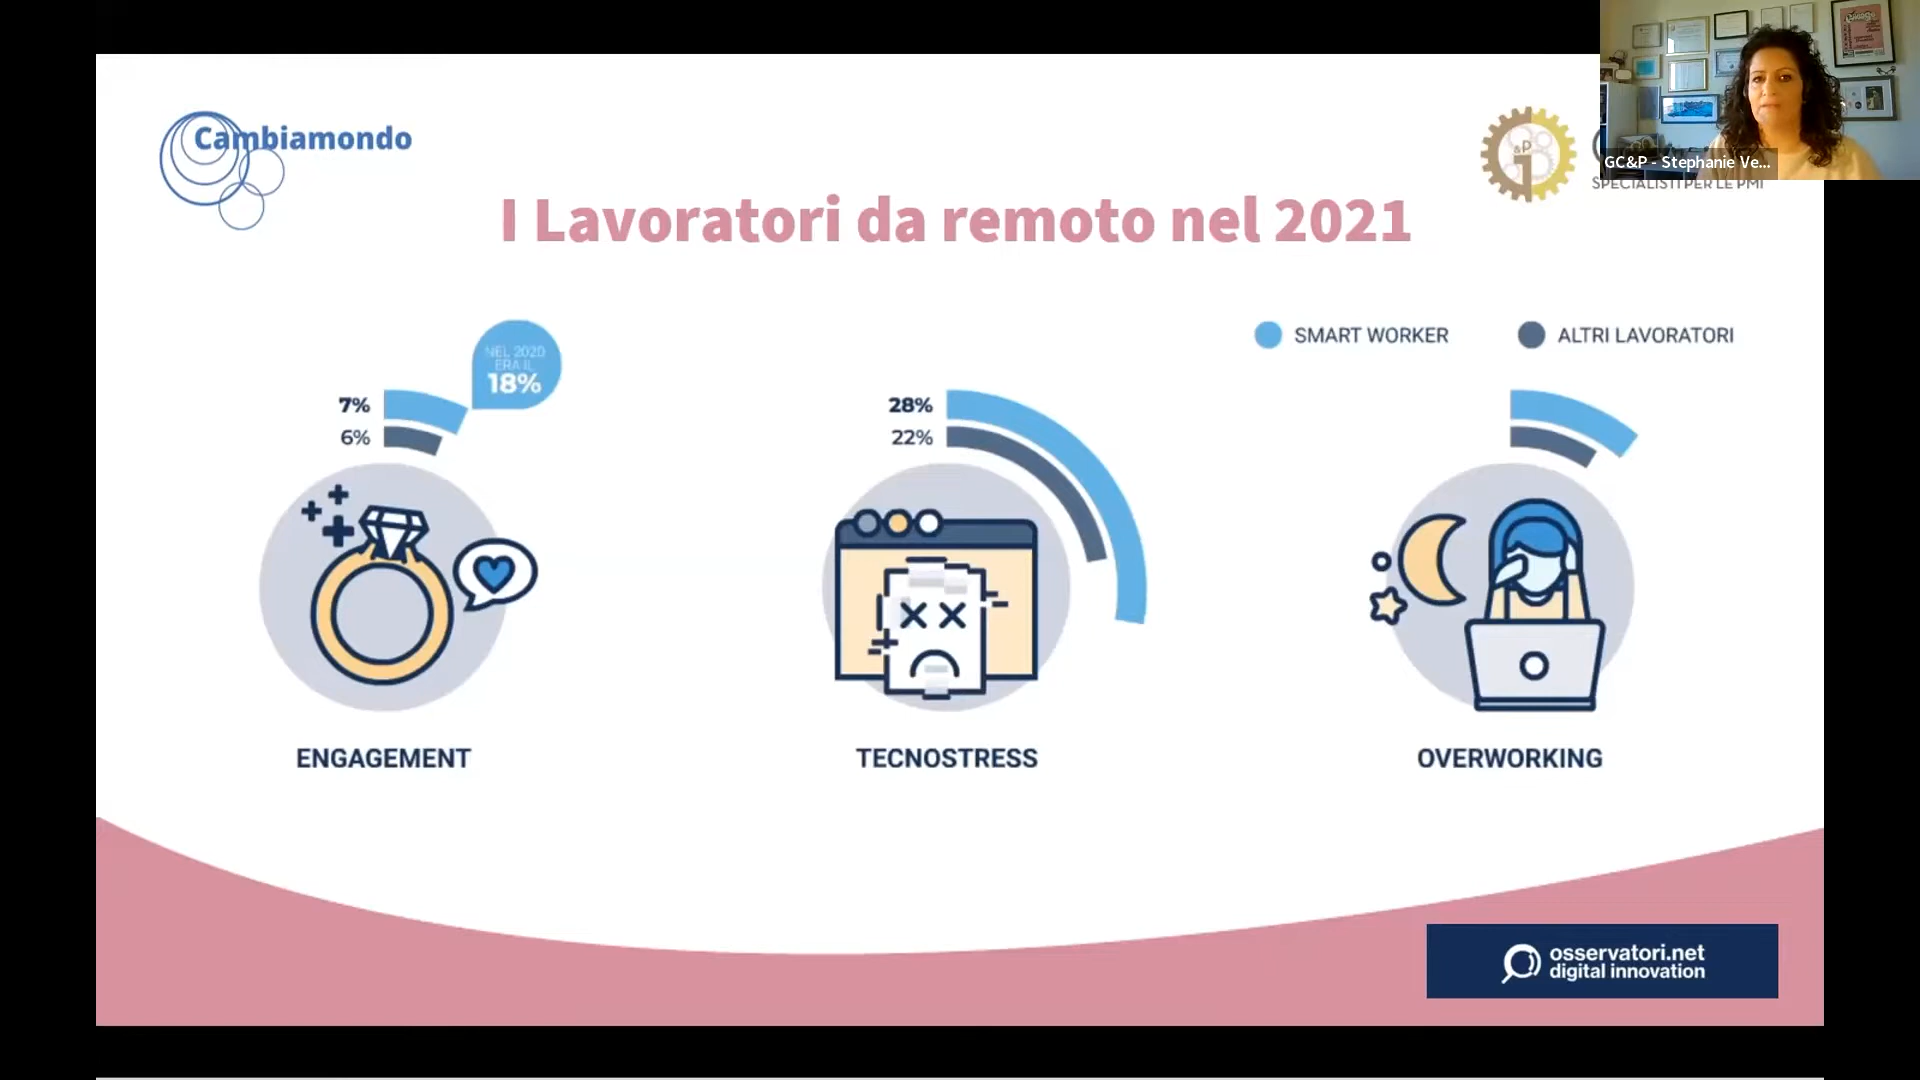 Cambiamondo
&P
SPECIALISTI PER LE PMI
GC&P - Stephanie Ve...
I Lavoratori da remoto nel 2021
SMART WORKER
ALTRI LAVORATORI
NEL 2020
ERA IL
18%
7%
6%
28%
22%
ENGAGEMENT
TECNOSTRESS
OVERWORKING
osservatori.net
digital innovation